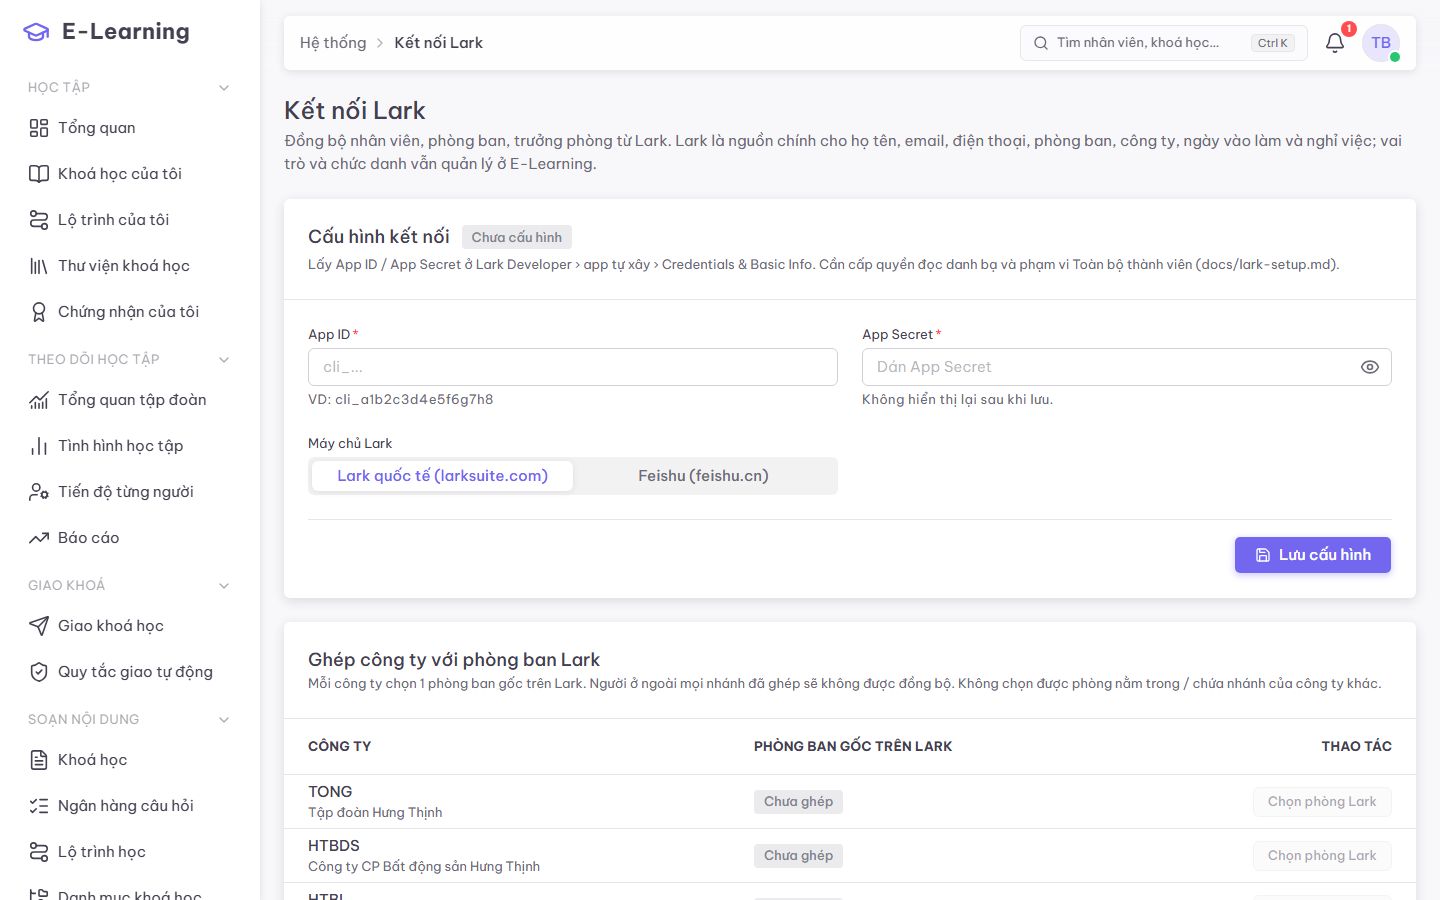 E-Learning
HỌC TẬP
Tổng quan
Khoá học của tôi
Lộ trình của tôi
Thư viện khoá học
Chứng nhận của tôi
THEO DÕI HỌC TẬP
Tổng quan tập đoàn
Tình hình học tập
Tiến độ từng người
Báo cáo
GIAO KHOÁ
Giao khoá học
Quy tắc giao tự động
SOẠN NỘI DUNG
Khoá học
Ngân hàng câu hỏi
Lộ trình học
Danh mục khoá học
Hệ thống > Kết nối Lark
Tìm nhân viên, khoá học... Ctrl K
1
TB
Kết nối Lark
Đồng bộ nhân viên, phòng ban, trưởng phòng từ Lark. Lark là nguồn chính cho họ tên, email, điện thoại, phòng ban, công ty, ngày vào làm và nghỉ việc; vai
trò và chức danh vẫn quản lý ở E-Learning.
Cấu hình kết nối Chưa cấu hình
Lấy App ID / App Secret ở Lark Developer › app tự xây › Credentials & Basic Info. Cần cấp quyền đọc danh bạ và phạm vi Toàn bộ thành viên (docs/lark-setup.md).
App ID * App Secret *
cli_... Dán App Secret
VD: cli_a1b2c3d4e5f6g7h8 Không hiển thị lại sau khi lưu.
Máy chủ Lark
Lark quốc tế (larksuite.com) Feishu (feishu.cn)
Lưu cấu hình
Ghép công ty với phòng ban Lark
Mỗi công ty chọn 1 phòng ban gốc trên Lark. Người ở ngoài mọi nhánh đã ghép sẽ không được đồng bộ. Không chọn được phòng nằm trong / chứa nhánh của công ty khác.
CÔNG TY PHÒNG BAN GỐC TRÊN LARK THAO TÁC
TONG
Tập đoàn Hưng Thịnh
Chưa ghép Chọn phòng Lark
HTBDS
Công ty CP Bất động sản Hưng Thịnh
Chưa ghép Chọn phòng Lark